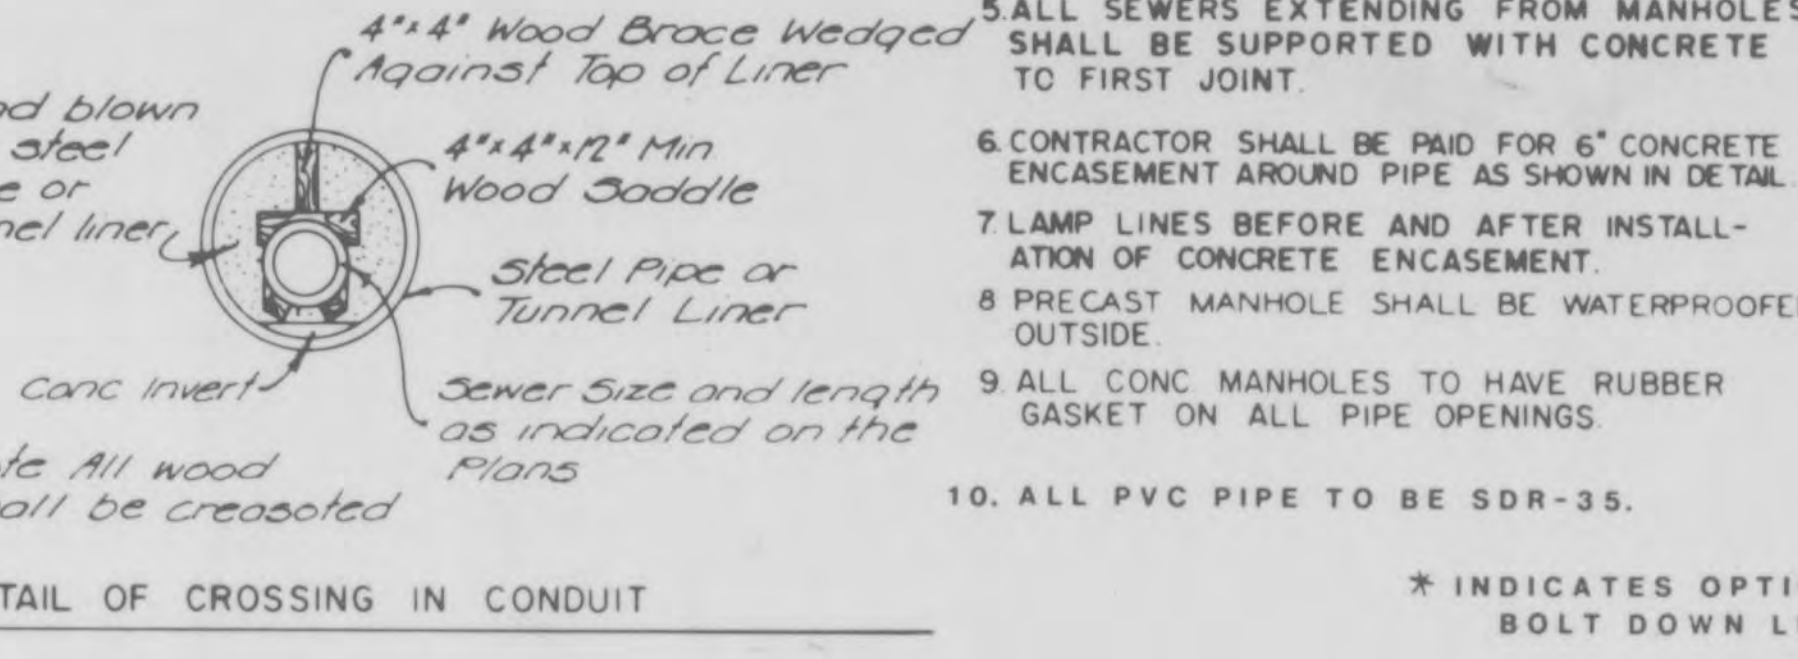 4"x4" Wood Brace Wedged
Against Top of Liner
blown
steel
or
liner
4"x4"x12" Min
Wood Saddle
Steel Pipe or
Tunnel Liner
Conc Invert
Sewer Size and length
as indicated on the
Plans
All wood
be creasoted
OF CROSSING IN CONDUIT
5. ALL SEWERS EXTENDING FROM MANHOLES
SHALL BE SUPPORTED WITH CONCRETE
TO FIRST JOINT.
6. CONTRACTOR SHALL BE PAID FOR 6" CONCRETE
ENCASEMENT AROUND PIPE AS SHOWN IN DETAIL.
7. LAMP LINES BEFORE AND AFTER INSTALL-
ATION OF CONCRETE ENCASEMENT.
8 PRECAST MANHOLE SHALL BE WATERPROOFE
OUTSIDE.
9. ALL CONC MANHOLES TO HAVE RUBBER
GASKET ON ALL PIPE OPENINGS.
10. ALL PVC PIPE TO BE SDR-35.
* INDICATES OPTI
BOLT DOWN L